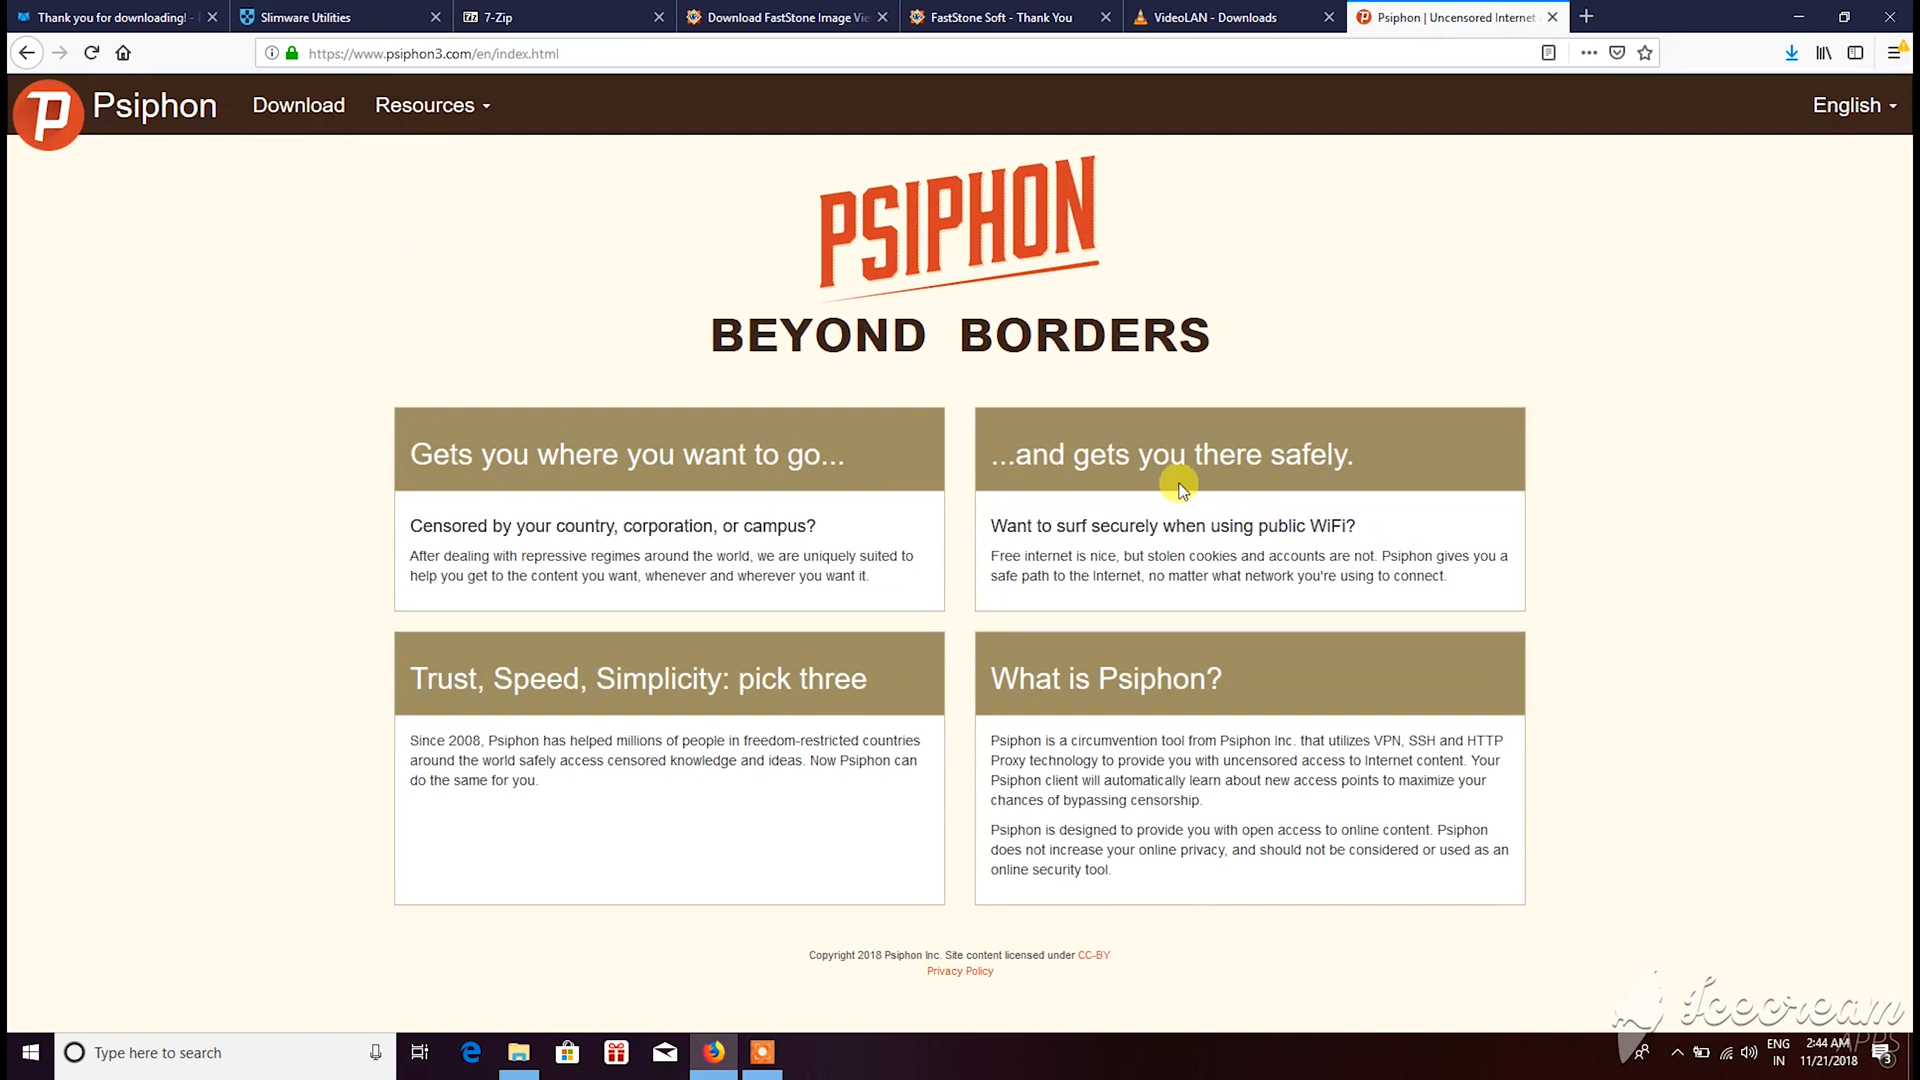 Thank you for downloading! -
Slimware Utilities
7-Zip
Download FastStone Image Vie
FastStone Soft - Thank You
VideoLAN - Downloads
Psiphon | Uncensored Internet
https://www.psiphon3.com/en/index.html
Psiphon
Download
Resources
English
PSIPHON
BEYOND BORDERS
Gets you where you want to go...
Censored by your country, corporation, or campus?
After dealing with repressive regimes around the world, we are uniquely suited to
help you get to the content you want, whenever and wherever you want it.
...and gets you there safely.
Want to surf securely when using public WiFi?
Free internet is nice, but stolen cookies and accounts are not. Psiphon gives you a
safe path to the Internet, no matter what network you're using to connect.
Trust, Speed, Simplicity: pick three
Since 2008, Psiphon has helped millions of people in freedom-restricted countries
around the world safely access censored knowledge and ideas. Now Psiphon can
do the same for you.
What is Psiphon?
Psiphon is a circumvention tool from Psiphon Inc. that utilizes VPN, SSH and HTTP
Proxy technology to provide you with uncensored access to Internet content. Your
Psiphon client will automatically learn about new access points to maximize your
chances of bypassing censorship.
Psiphon is designed to provide you with open access to online content. Psiphon
does not increase your online privacy, and should not be considered or used as an
online security tool.
Copyright 2018 Psiphon Inc. Site content licensed under CC-BY
Privacy Policy
Icecream
APPS
Type here to search
ENG
IN
2:44 AM
11/21/2018
3